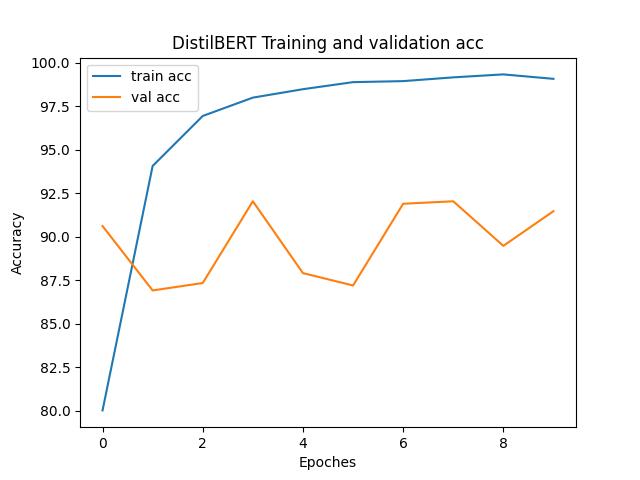 DistilBERT Training and validation acc
train acc
val acc
Accuracy
100.0
97.5
95.0
92.5
90.0
87.5
85.0
82.5
80.0
0 2 4 6 8
Epoches